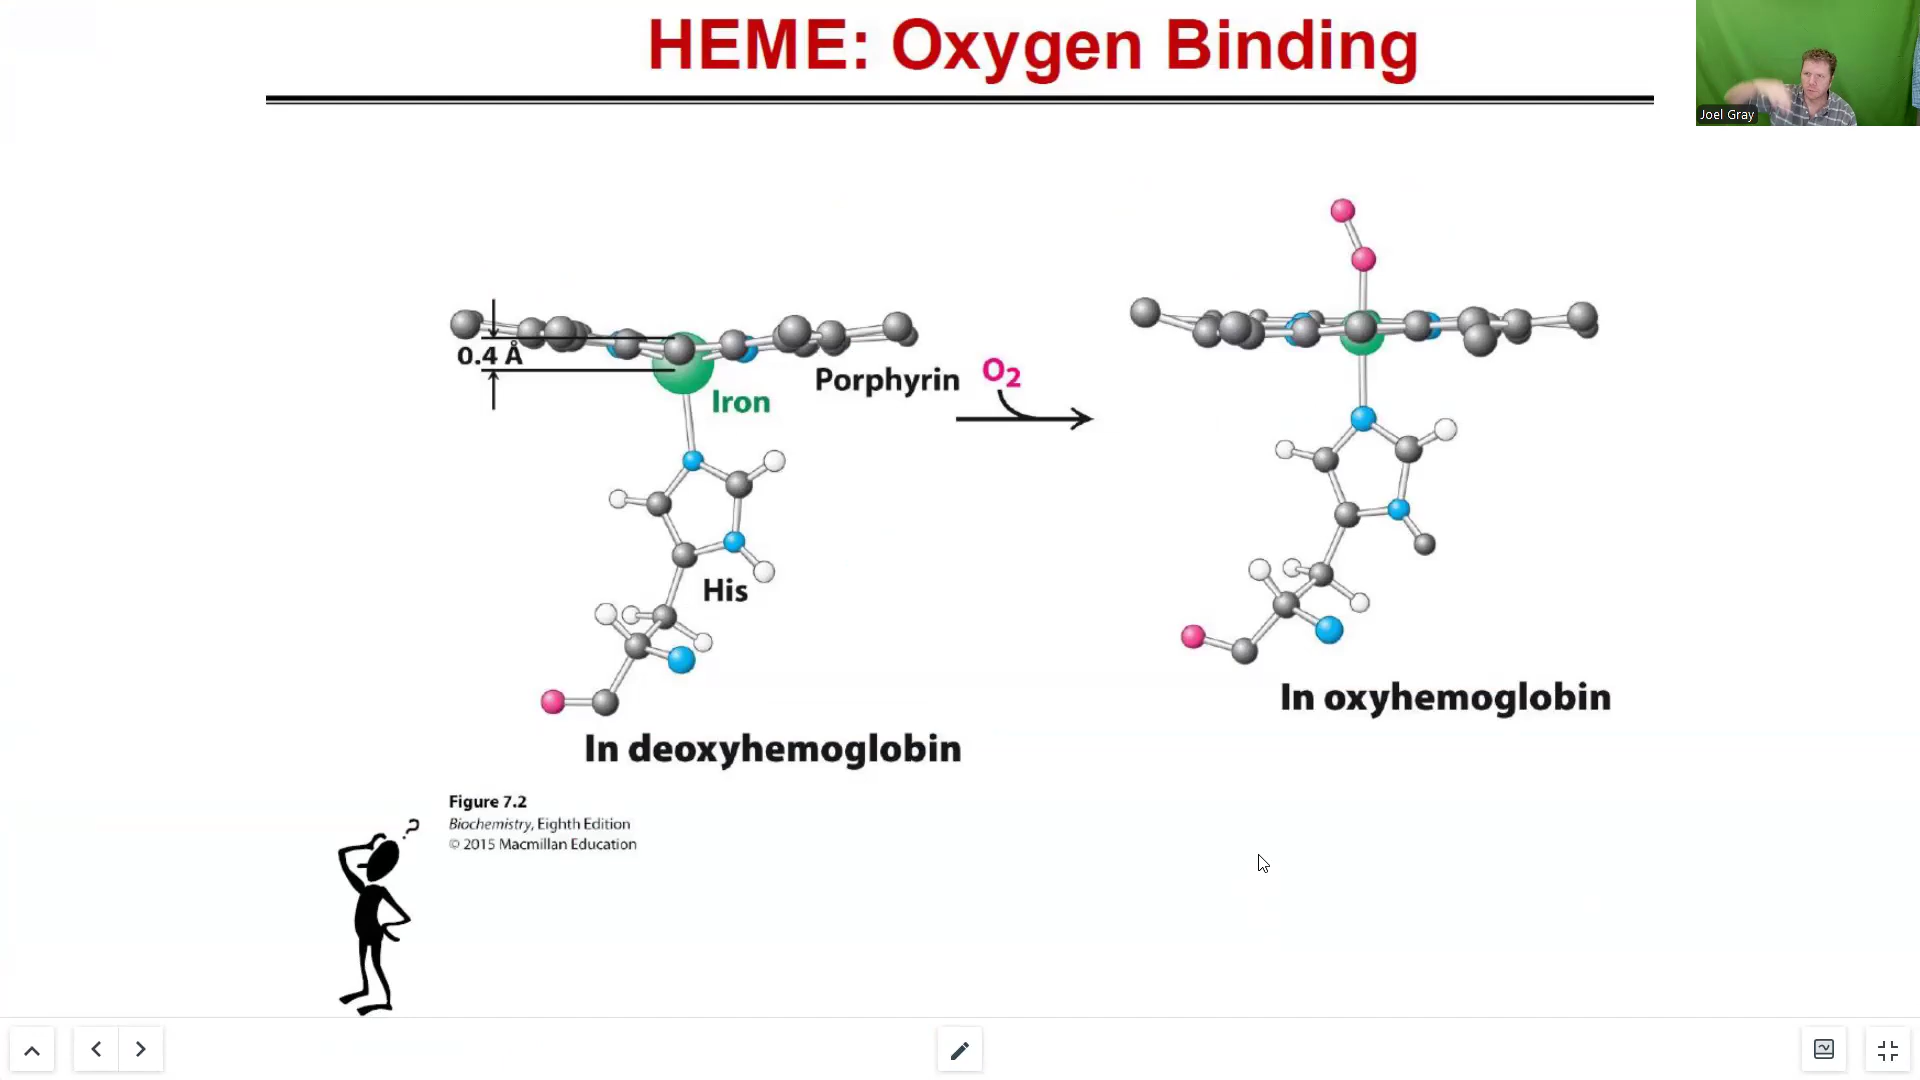 HEME: Oxygen Binding
Joel Gray
0.4 Å
Iron
Porphyrin
O2
His
In deoxyhemoglobin
In oxyhemoglobin
Figure 7.2
Biochemistry, Eighth Edition
© 2015 Macmillan Education
?